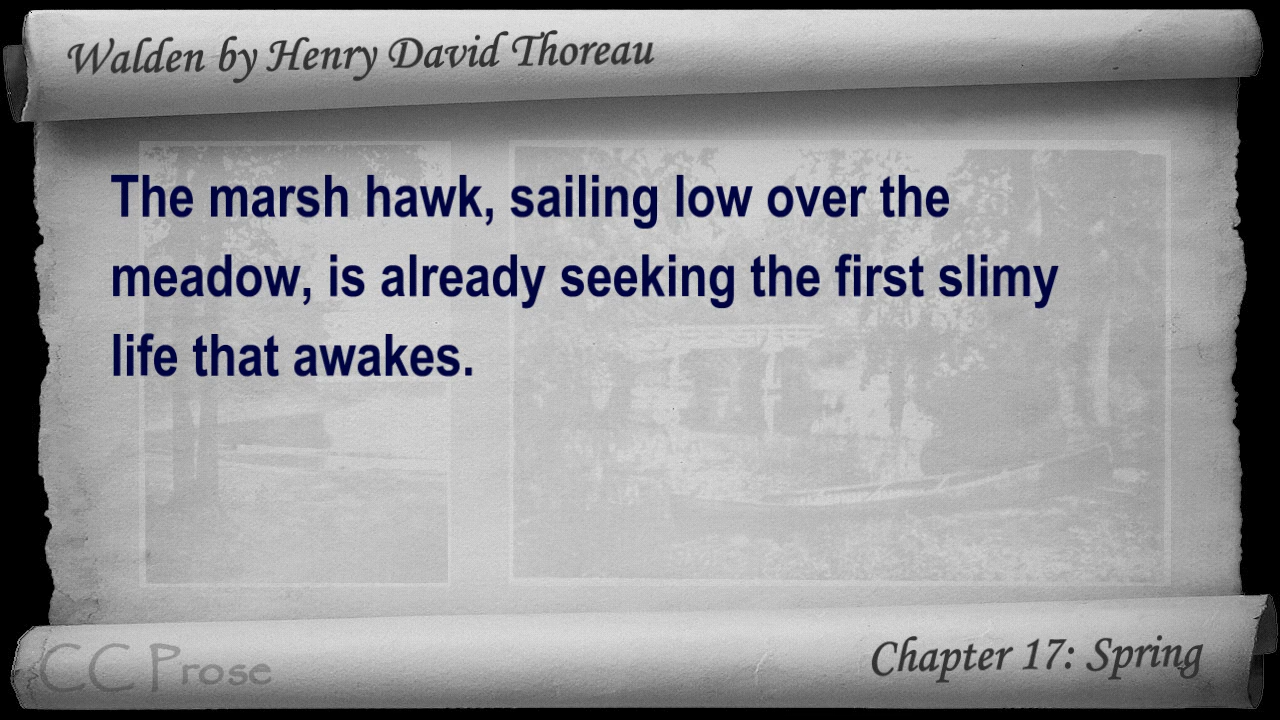 Walden by Henry David Thoreau
The marsh hawk, sailing low over the
meadow, is already seeking the first slimy
life that awakes.
CC Prose
Chapter 17: Spring